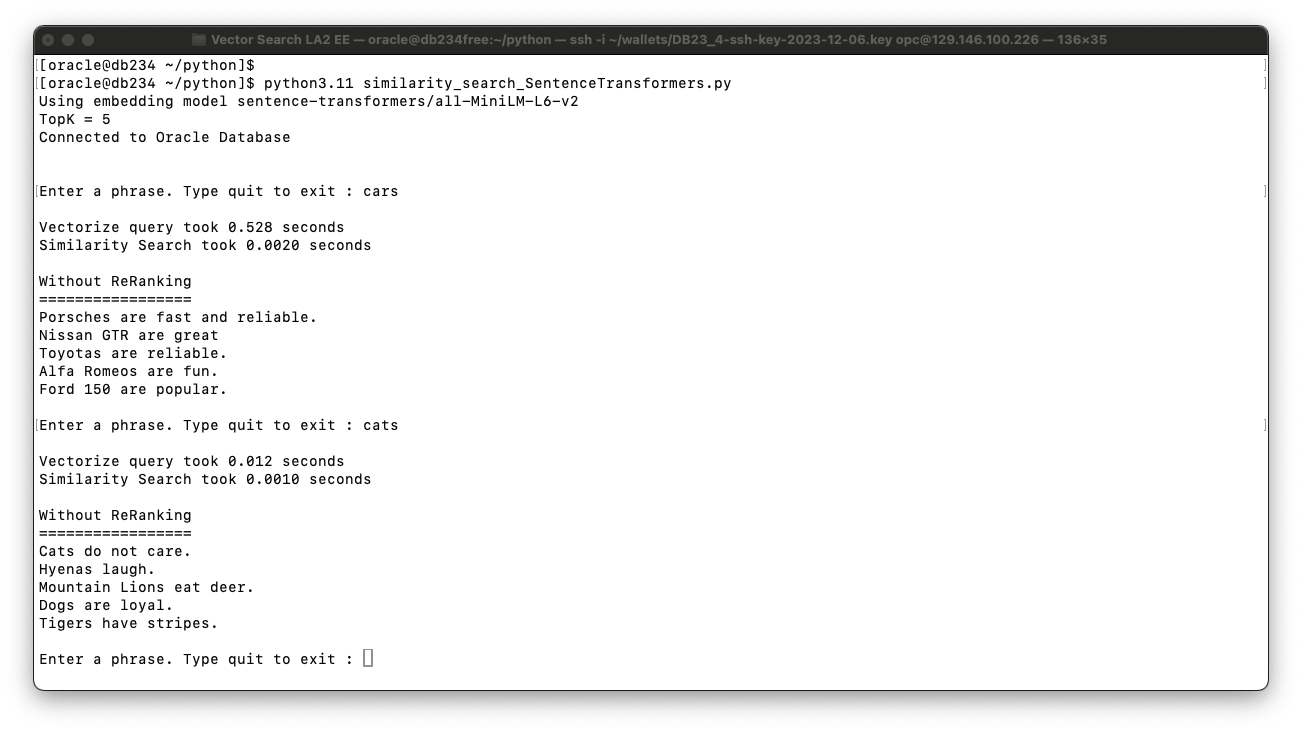 Vector Search LA2 EE — oracle@db234free:~/python — ssh -i ~/wallets/DB23_4-ssh-key-2023-12-06.key opc@129.146.100.226 — 136×35
[[oracle@db234 ~/python]$ ]
[[oracle@db234 ~/python]$ python3.11 similarity_search_SentenceTransformers.py ]
Using embedding model sentence-transformers/all-MiniLM-L6-v2
TopK = 5
Connected to Oracle Database
[Enter a phrase. Type quit to exit : cars ]
Vectorize query took 0.528 seconds
Similarity Search took 0.0020 seconds
Without ReRanking
=================
Porsches are fast and reliable.
Nissan GTR are great
Toyotas are reliable.
Alfa Romeos are fun.
Ford 150 are popular.
[Enter a phrase. Type quit to exit : cats ]
Vectorize query took 0.012 seconds
Similarity Search took 0.0010 seconds
Without ReRanking
=================
Cats do not care.
Hyenas laugh.
Mountain Lions eat deer.
Dogs are loyal.
Tigers have stripes.
Enter a phrase. Type quit to exit :